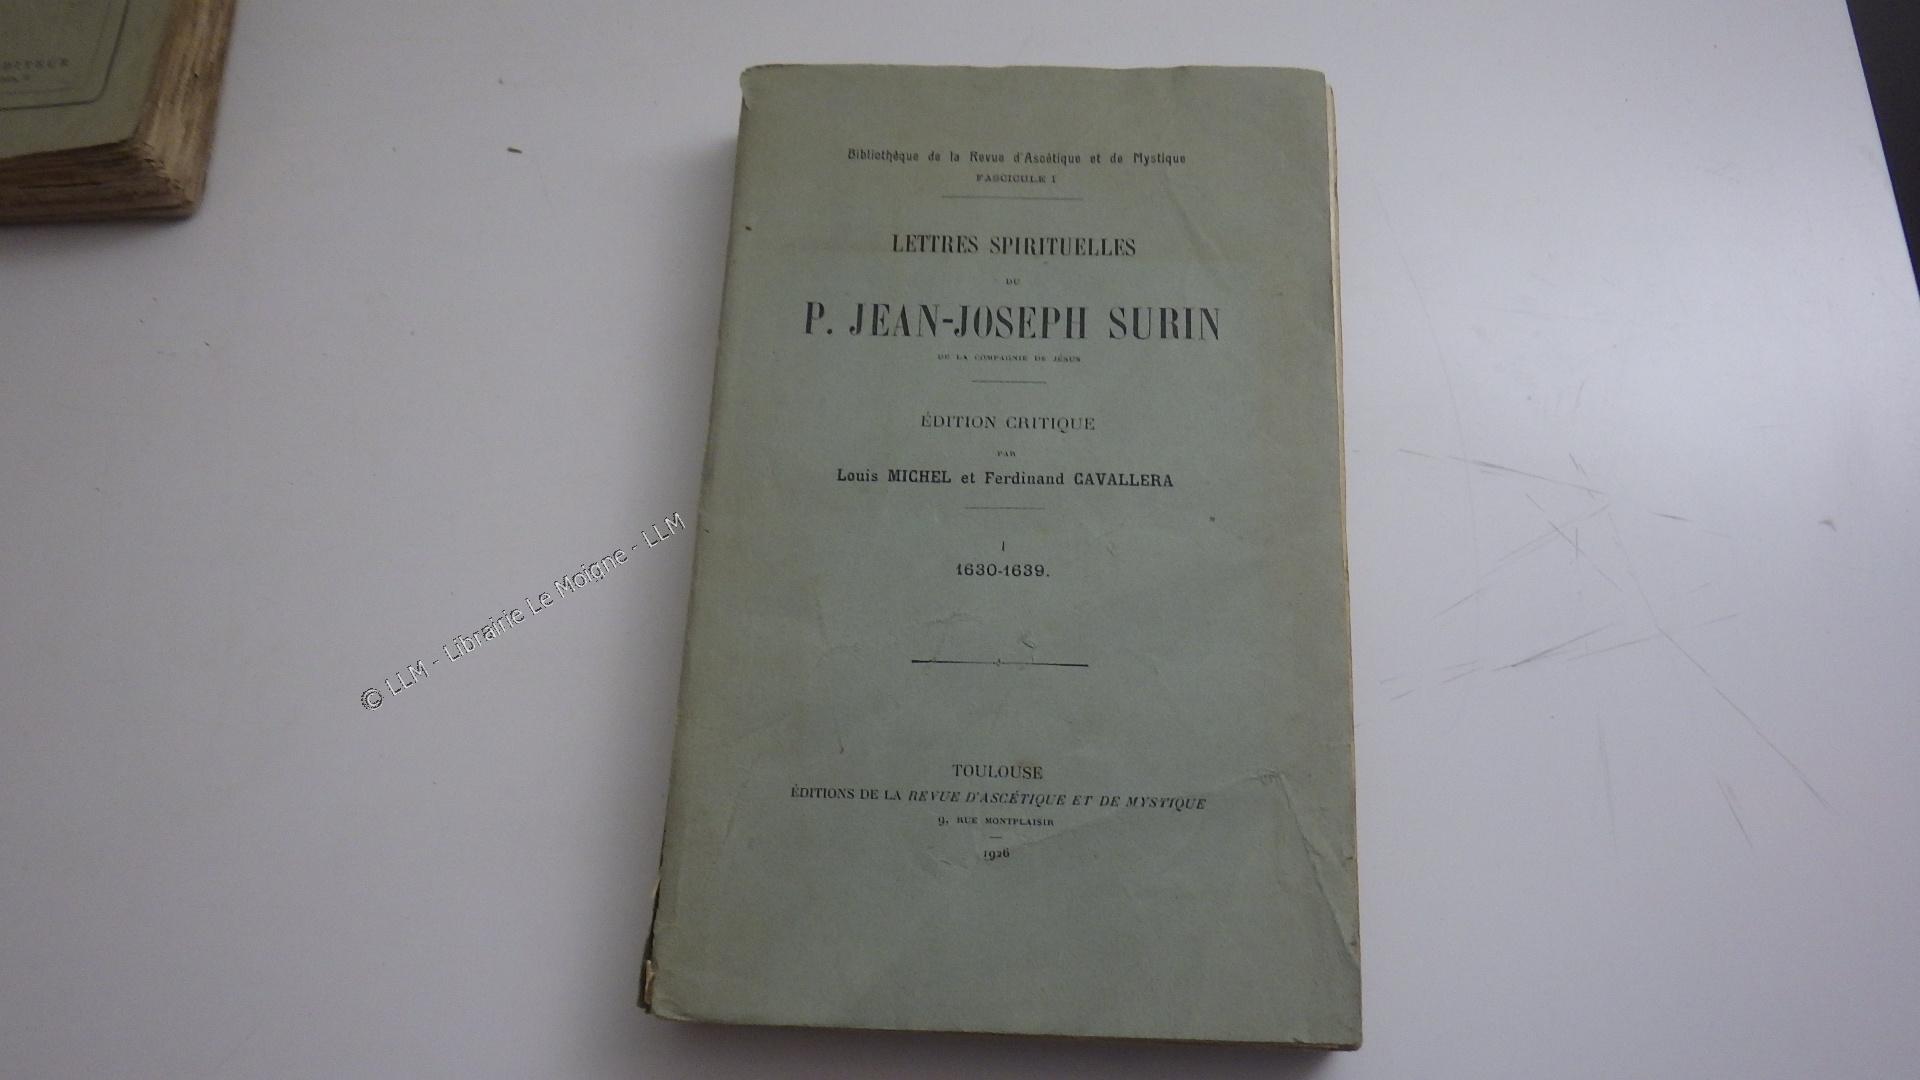 Bibliothèque de la Revue d'Ascétique et de Mystique
FASCICULE I
LETTRES SPIRITUELLES
DU
P. JEAN-JOSEPH SURIN
DE LA COMPAGNIE DE JÉSUS
ÉDITION CRITIQUE
PAR
Louis MICHEL et Ferdinand CAVALLERA
I
1630-1639.
TOULOUSE
ÉDITIONS DE LA REVUE D'ASCÉTIQUE ET DE MYSTIQUE
9, RUE MONTPLAISIR
1926
© LLM - Librairie Le Moigne - LLM